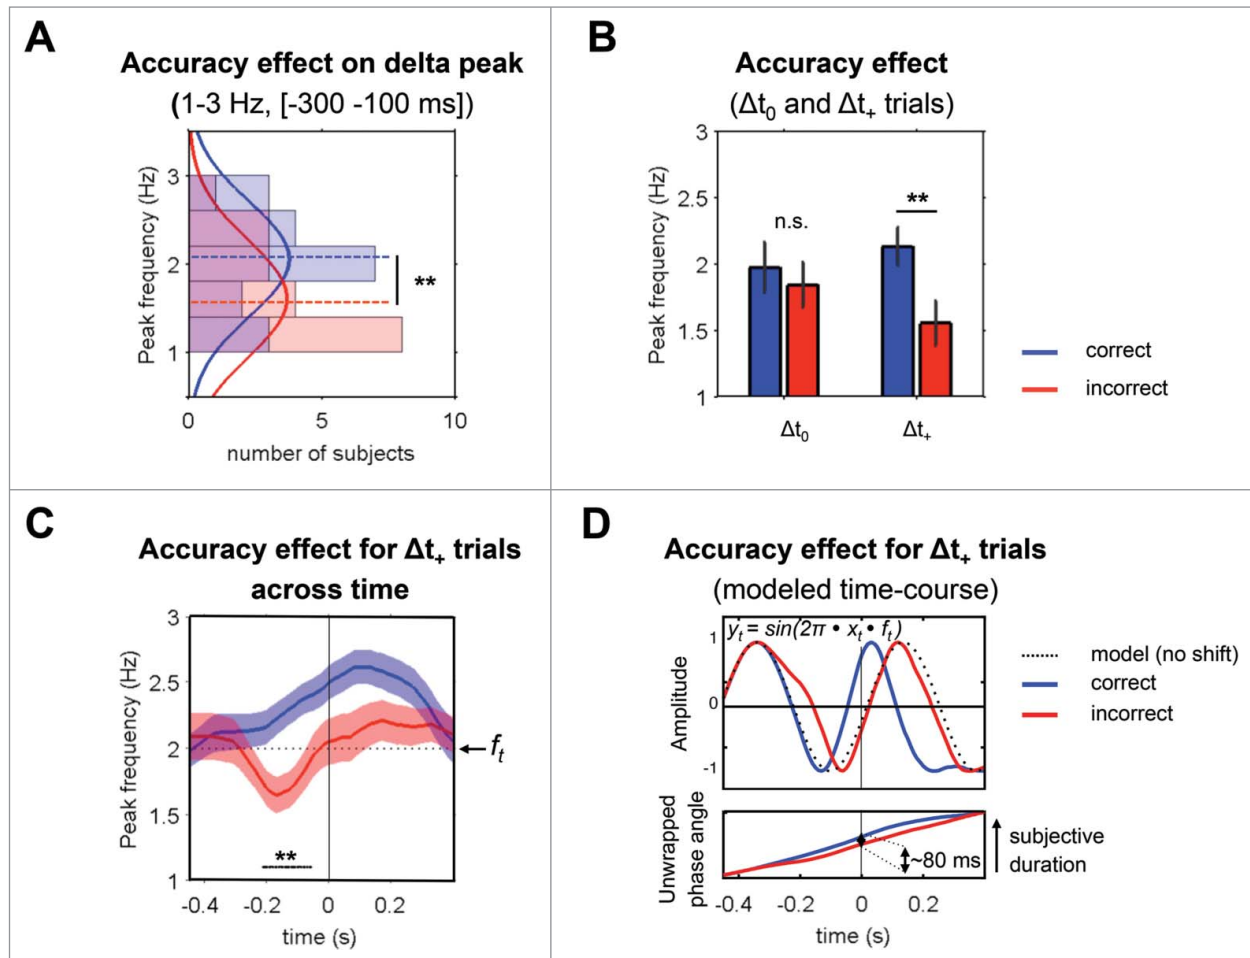 A
Accuracy effect on delta peak
(1-3 Hz, [-300 -100 ms])
Peak frequency (Hz)
3
2
1
**
0
5
10
number of subjects
B
Accuracy effect
(Δt₀ and Δt₊ trials)
Peak frequency (Hz)
3
2.5
2
1.5
1
n.s.
**
Δt₀
Δt₊
correct
incorrect
C
Accuracy effect for Δt₊ trials
across time
Peak frequency (Hz)
3
2.5
2
1.5
1
fₜ
**
-0.4
-0.2
0
0.2
time (s)
D
Accuracy effect for Δt₊ trials
(modeled time-course)
yₜ = sin(2π • xₜ • fₜ)
Amplitude
1
0
-1
model (no shift)
correct
incorrect
Unwrapped
phase angle
~80 ms
subjective
duration
-0.4
-0.2
0
0.2
time (s)